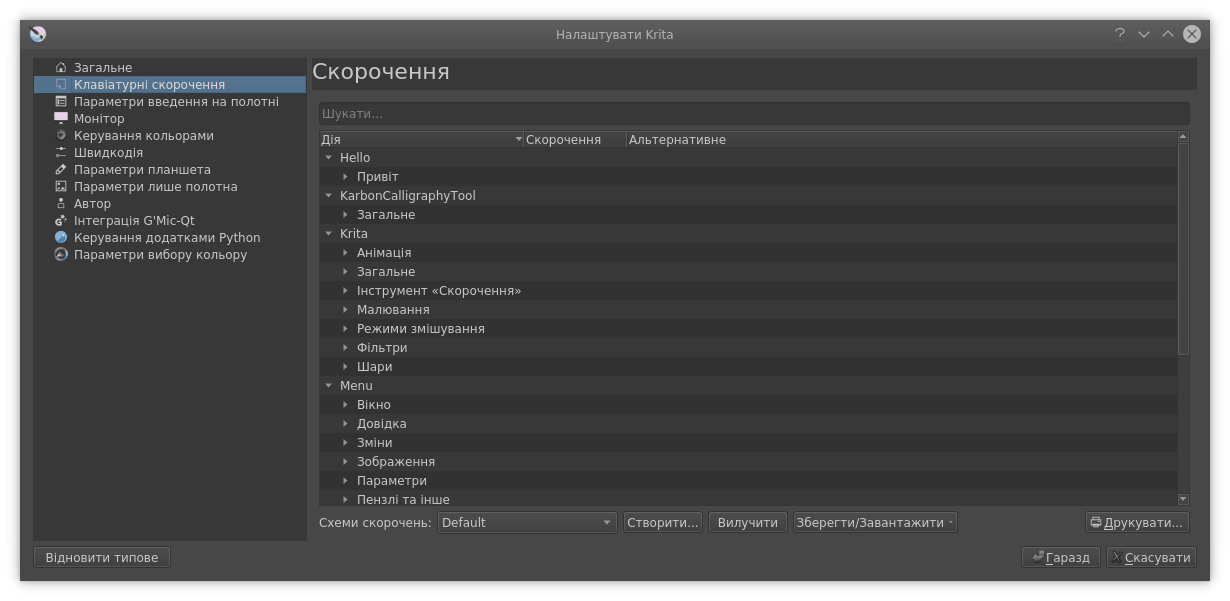 Налаштувати Krita
Загальне
Клавіатурні скорочення
Параметри введення на полотні
Монітор
Керування кольорами
Швидкодія
Параметри планшета
Параметри лише полотна
Автор
Інтеграція G'Mic-Qt
Керування додатками Python
Параметри вибору кольору
Скорочення
Шукати...
Дія Скорочення Альтернативне
Hello
Привіт
KarbonCalligraphyTool
Загальне
Krita
Анімація
Загальне
Інструмент «Скорочення»
Малювання
Режими змішування
Фільтри
Шари
Menu
Вікно
Довідка
Зміни
Зображення
Параметри
Пензлі та інше
Схеми скорочень: Default Створити... Вилучити Зберегти/Завантажити Друкувати...
Відновити типове Гаразд Скасувати